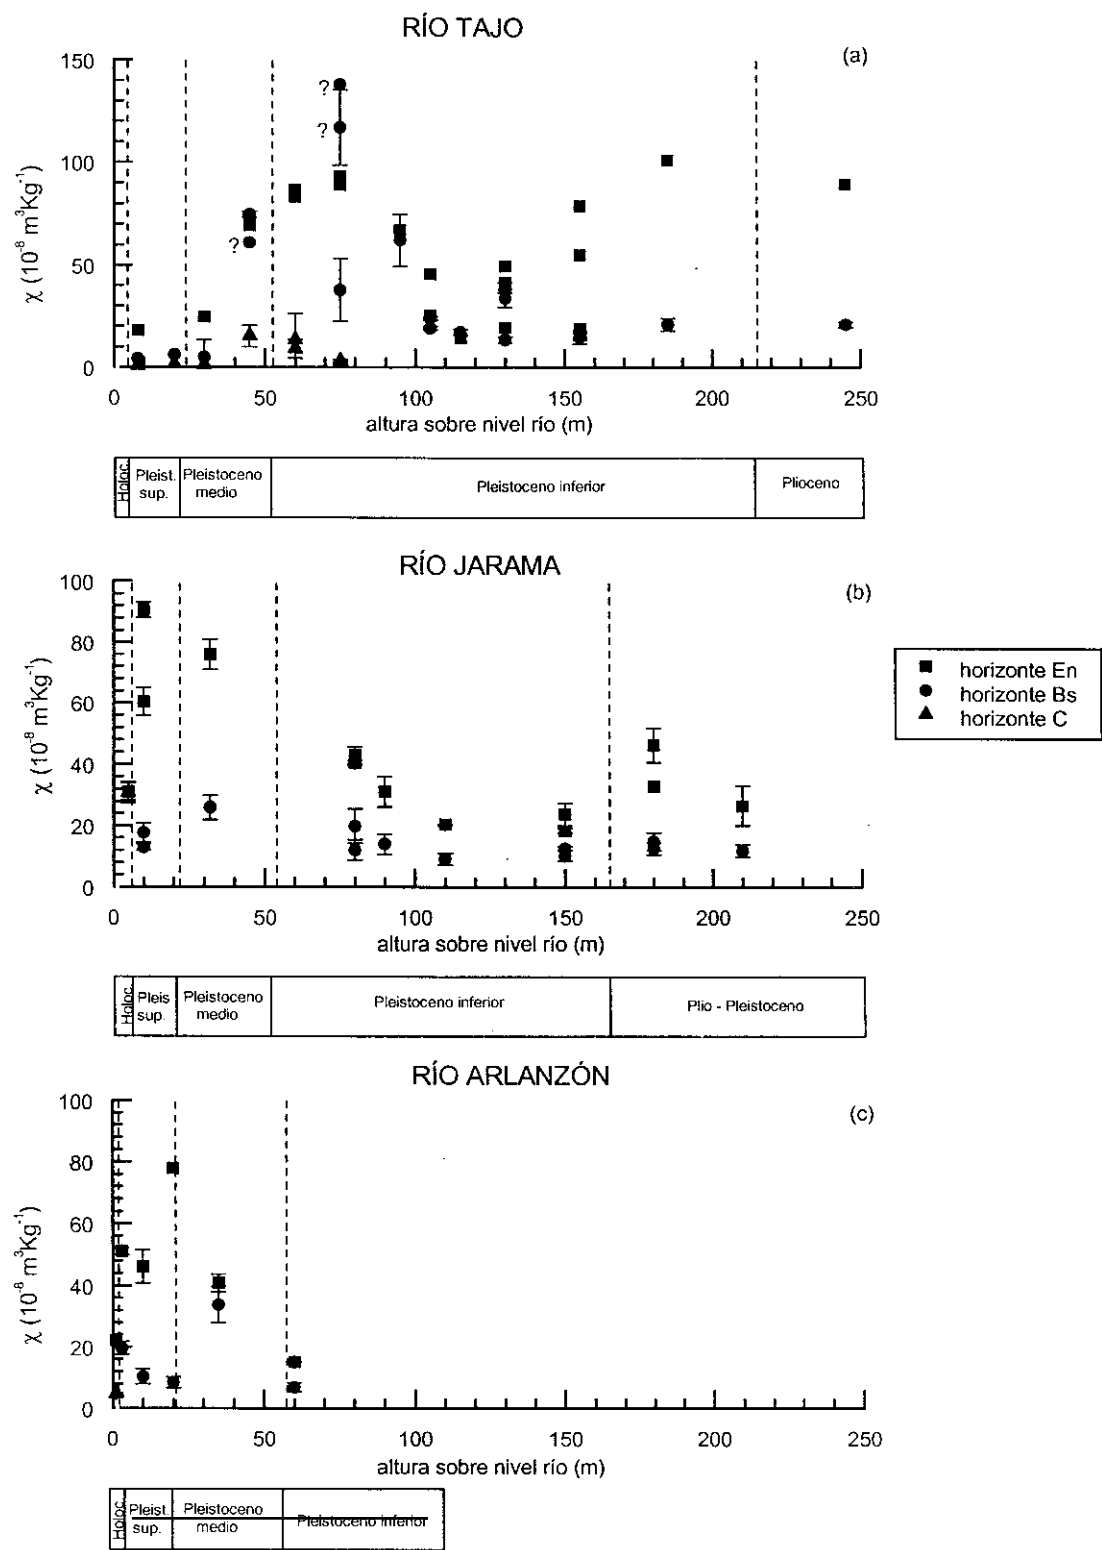 RÍO TAJO
(a)
150
100
50
0
χ (10⁻⁸ m³Kg⁻¹)
?
?
?
0 50 100 150 200 250
altura sobre nivel río (m)
Holoc.
Pleist. sup.
Pleistoceno medio
Pleistoceno inferior
Plioceno
RÍO JARAMA
(b)
100
80
60
40
20
0
χ (10⁻⁸ m³Kg⁻¹)
0 50 100 150 200 250
altura sobre nivel río (m)
horizonte En
horizonte Bs
horizonte C
Holoc.
Pleis sup.
Pleistoceno medio
Pleistoceno inferior
Plio - Pleistoceno
RÍO ARLANZÓN
(c)
100
80
60
40
20
0
χ (10⁻⁸ m³Kg⁻¹)
0 50 100 150 200 250
altura sobre nivel río (m)
Holoc.
Pleist. sup.
Pleistoceno medio
Pleistoceno inferior